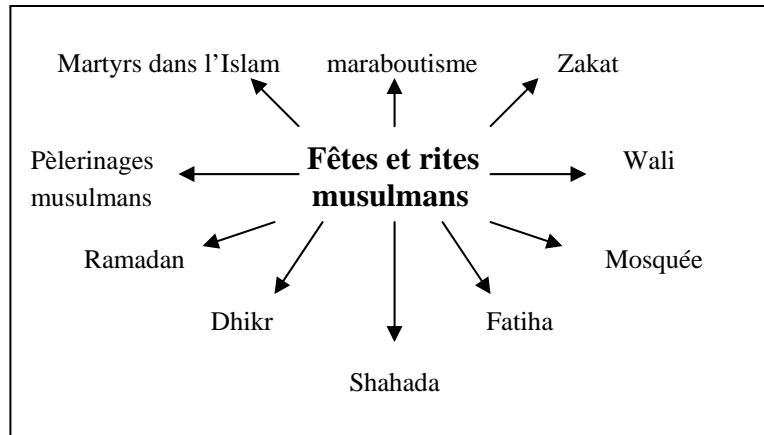 Martyrs dans l’Islam
maraboutisme
Zakat
Pèlerinages
musulmans
Fêtes et rites
musulmans
Wali
Ramadan
Mosquée
Dhikr
Fatiha
Shahada